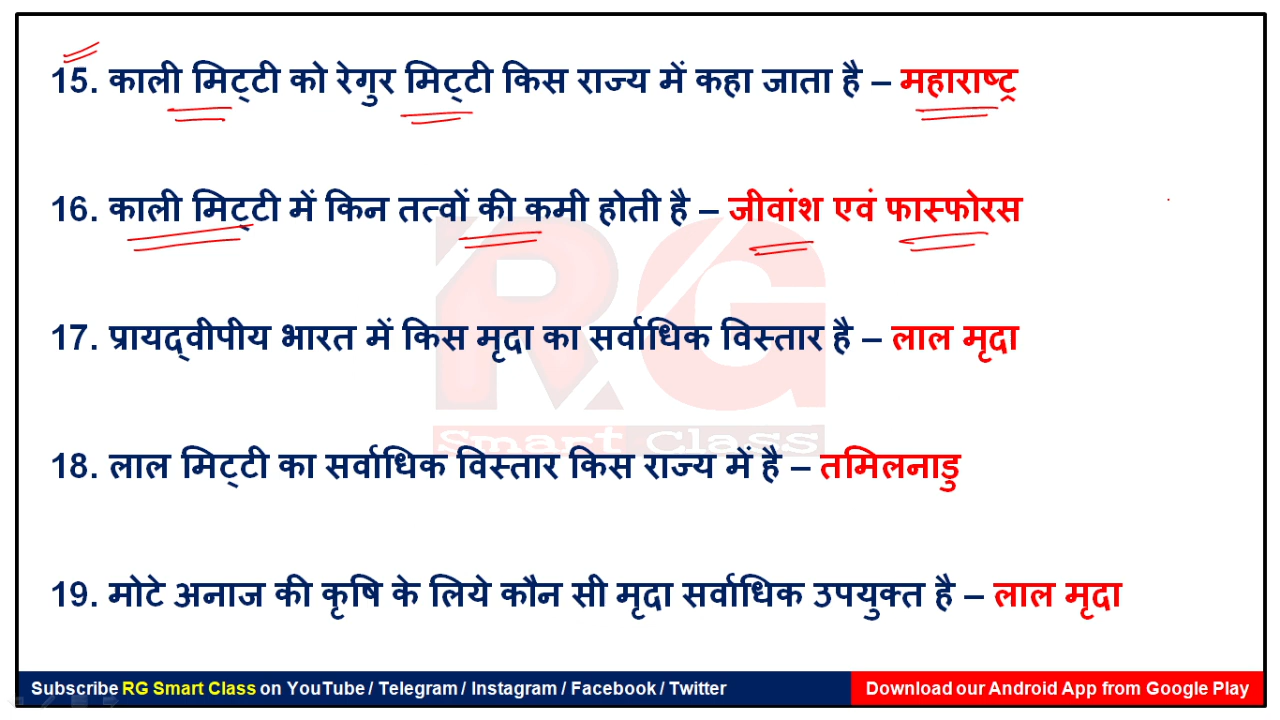 15. काली मिट्टी को रेगुर मिट्टी किस राज्य में कहा जाता है – महाराष्ट्र
16. काली मिट्टी में किन तत्वों की कमी होती है – जीवांश एवं फास्फोरस
RG
Smart Class
17. प्रायद्वीपीय भारत में किस मृदा का सर्वाधिक विस्तार है – लाल मृदा
18. लाल मिट्टी का सर्वाधिक विस्तार किस राज्य में है – तमिलनाडु
19. मोटे अनाज की कृषि के लिये कौन सी मृदा सर्वाधिक उपयुक्त है – लाल मृदा
Subscribe RG Smart Class on YouTube / Telegram / Instagram / Facebook / Twitter
Download our Android App from Google Play